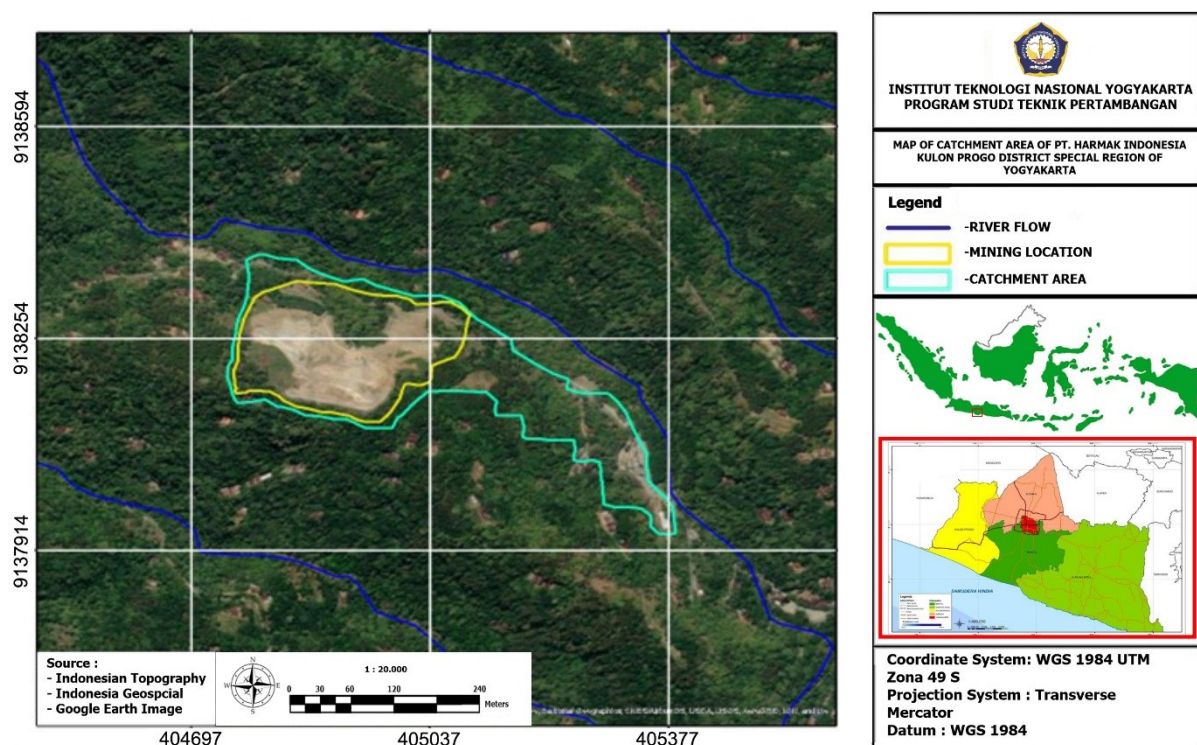 9138594
9138254
9137914
404697
405037
405377
Source :
- Indonesian Topography
- Indonesia Geospcial
- Google Earth Image
N
W
E
S
1 : 20.000
0 30 60 120 240
Meters
INSTITUT TEKNOLOGI NASIONAL YOGYAKARTA
PROGRAM STUDI TEKNIK PERTAMBANGAN
MAP OF CATCHMENT AREA OF PT. HARMAK INDONESIA
KULON PROGO DISTRICT SPECIAL REGION OF
YOGYAKARTA
Legend
-RIVER FLOW
-MINING LOCATION
-CATCHMENT AREA
SAMUDERA HINDIA
Coordinate System: WGS 1984 UTM
Zona 49 S
Projection System : Transverse
Mercator
Datum : WGS 1984